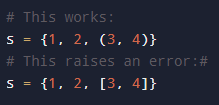 # This works:
s = {1, 2, (3, 4)}
# This raises an error:#
s = {1, 2, [3, 4]}